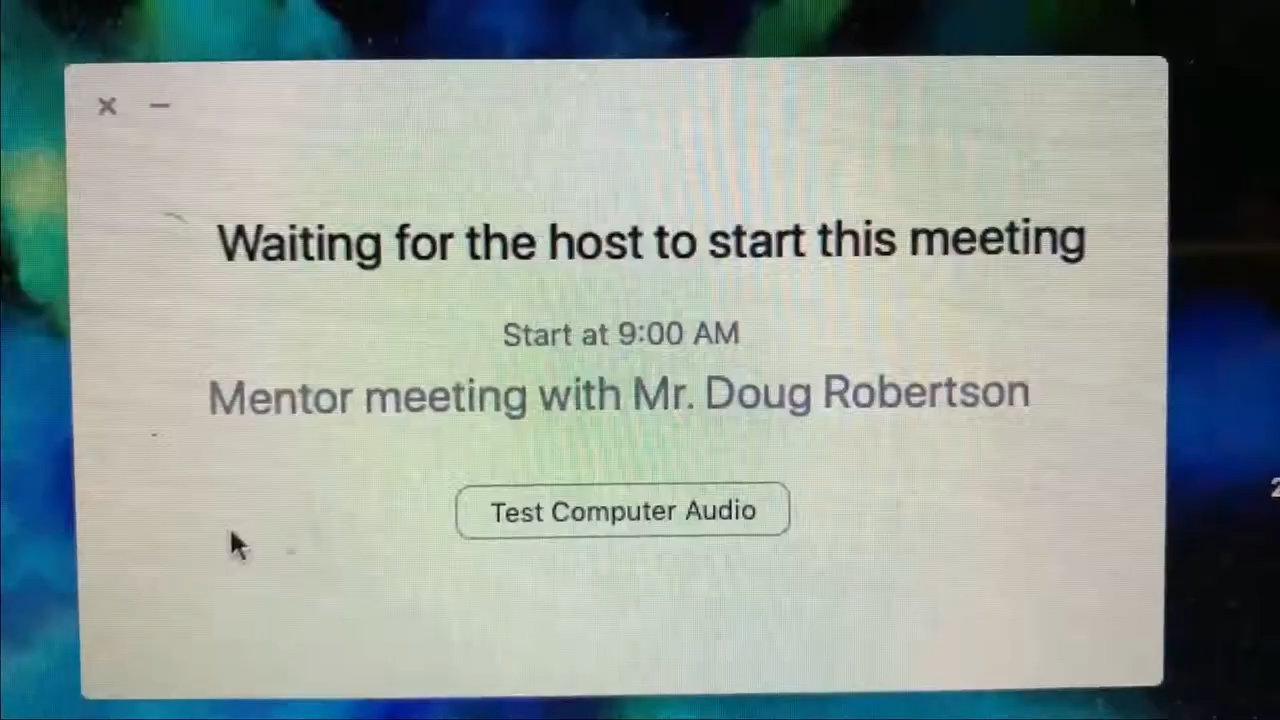 Waiting for the host to start this meeting
Start at 9:00 AM
Mentor meeting with Mr. Doug Robertson
Test Computer Audio